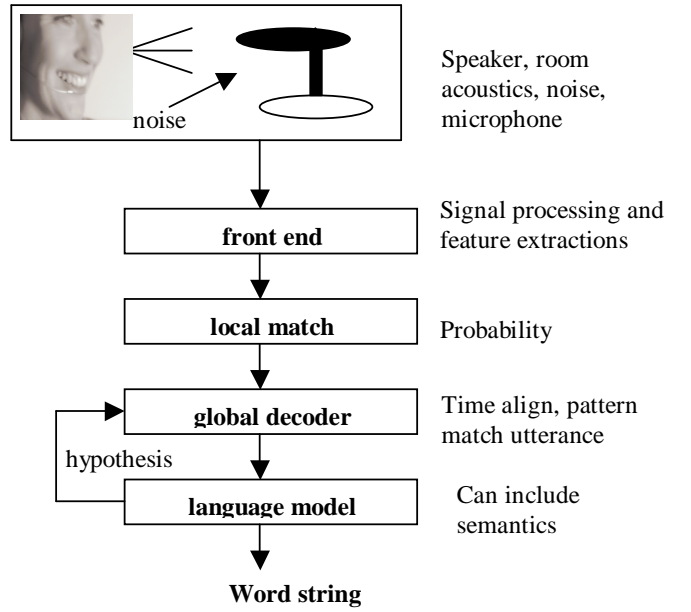 noise
Speaker, room
acoustics, noise,
microphone
front end
Signal processing and
feature extractions
local match
Probability
global decoder
Time align, pattern
match utterance
hypothesis
language model
Can include
semantics
Word string